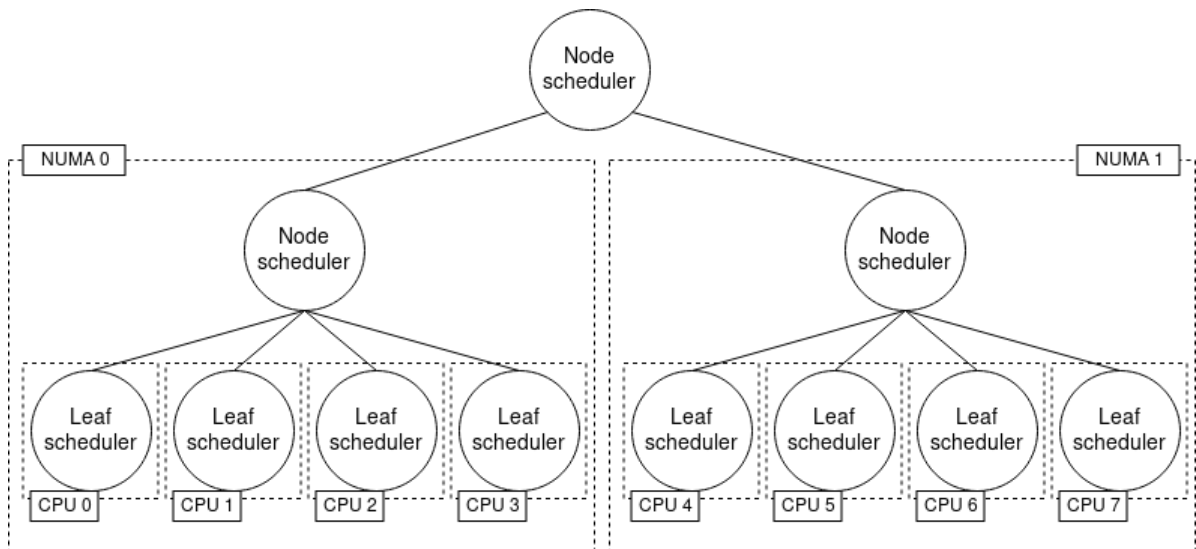 Node
scheduler
NUMA 0
NUMA 1
Node
scheduler
Node
scheduler
Leaf
scheduler
Leaf
scheduler
Leaf
scheduler
Leaf
scheduler
Leaf
scheduler
Leaf
scheduler
Leaf
scheduler
Leaf
scheduler
CPU 0
CPU 1
CPU 2
CPU 3
CPU 4
CPU 5
CPU 6
CPU 7